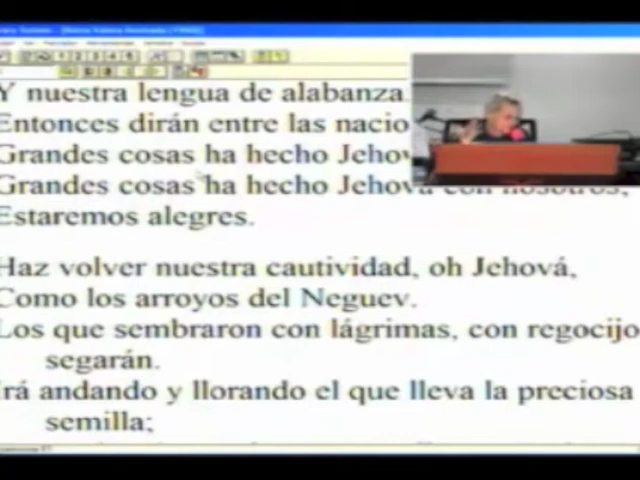 Y nuestra lengua de alabanza
Entonces dirán entre las nacio
Grandes cosas ha hecho Jehov
Grandes cosas ha hecho Jehová con nosotros;
Estaremos alegres.
Haz volver nuestra cautividad, oh Jehová,
Como los arroyos del Neguev.
Los que sembraron con lágrimas, con regocijo
segarán.
Irá andando y llorando el que lleva la preciosa
semilla;